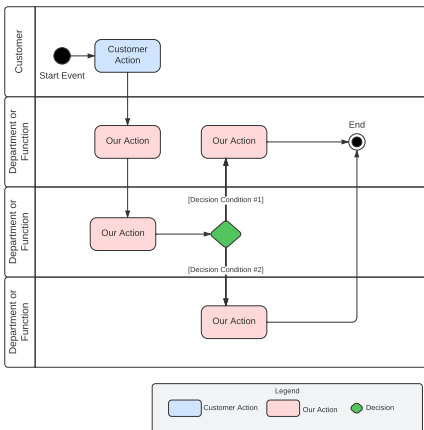 Customer
Customer
Action
Start Event
Department or
Function
Our Action
Our Action
End
[Decision Condition #1]
Department or
Function
Our Action
[Decision Condition #2]
Department or
Function
Our Action
Legend
Customer Action
Our Action
Decision